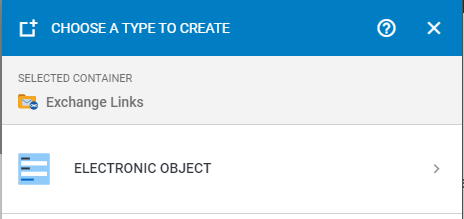 CHOOSE A TYPE TO CREATE
SELECTED CONTAINER
Exchange Links
ELECTRONIC OBJECT